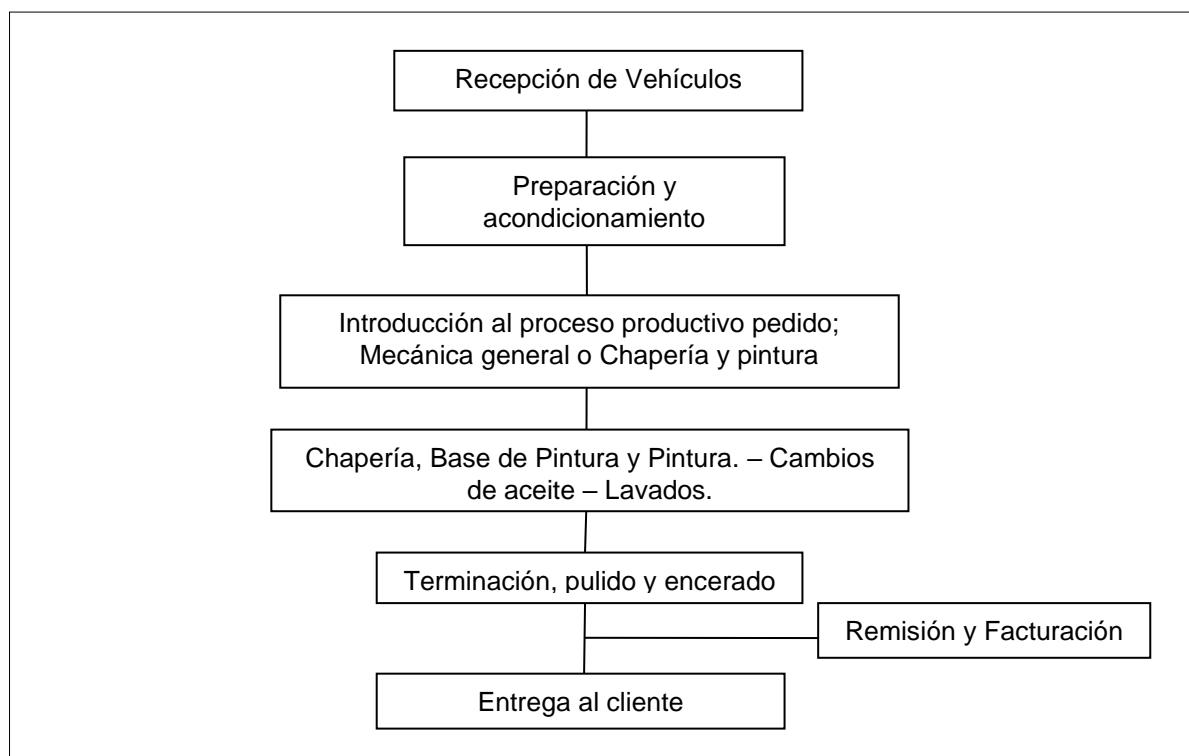 Recepción de Vehículos
Preparación y
acondicionamiento
Introducción al proceso productivo pedido;
Mecánica general o Chapería y pintura
Chapería, Base de Pintura y Pintura. – Cambios
de aceite – Lavados.
Terminación, pulido y encerado
Remisión y Facturación
Entrega al cliente